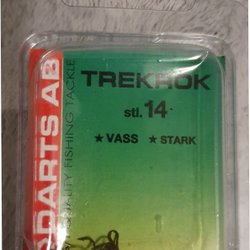 TREKROK
stl. 14
★ VASS ★ STARK
DARTS AB
QUALITY FISHING TACKLE